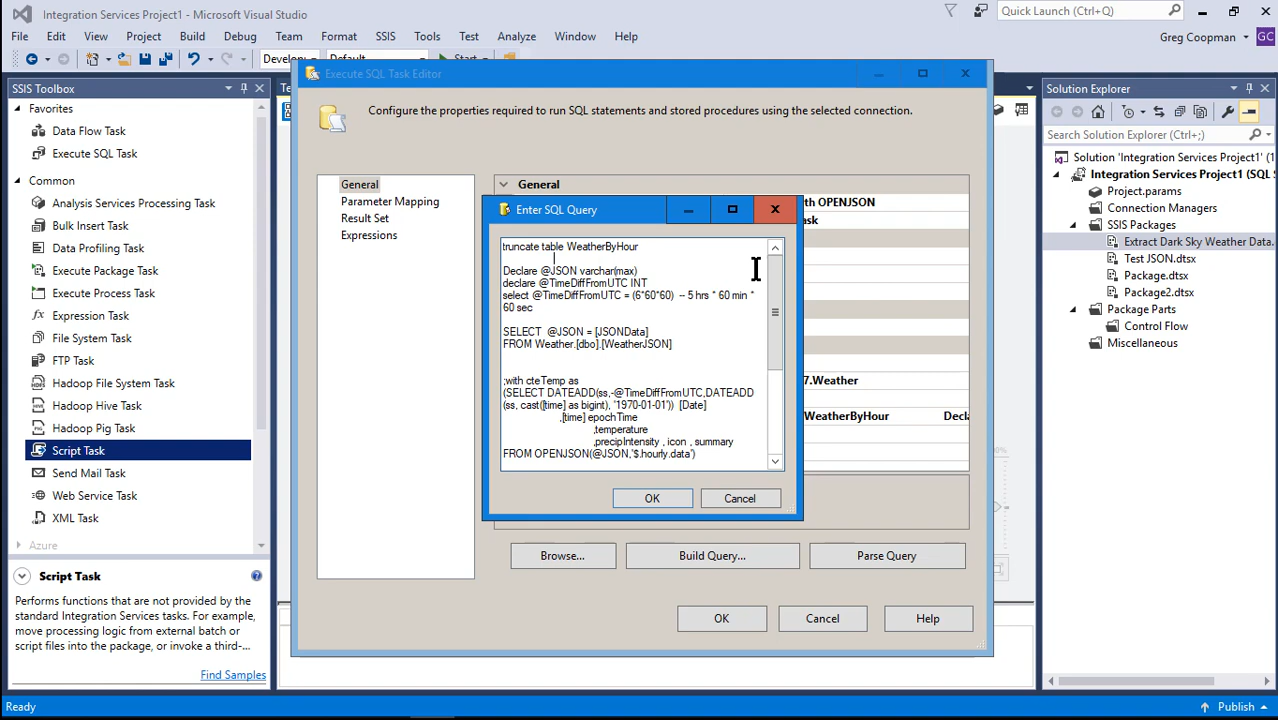 Integration Services Project1 - Microsoft Visual Studio
Quick Launch (Ctrl+Q)
File Edit View Project Build Debug Team Format SSIS Tools Test Analyze Window Help
Greg Coopman GC
Develo Default Start
SSIS Toolbox
Favorites
Data Flow Task
Execute SQL Task
Common
Analysis Services Processing Task
Bulk Insert Task
Data Profiling Task
Execute Package Task
Execute Process Task
Expression Task
File System Task
FTP Task
Hadoop File System Task
Hadoop Hive Task
Hadoop Pig Task
Script Task
Send Mail Task
Web Service Task
XML Task
Azure
Script Task
Performs functions that are not provided by the
standard Integration Services tasks. For example,
move processing logic from external batch or
script files into the package, or invoke a third-...
Find Samples
Ready
Execute SQL Task Editor
Configure the properties required to run SQL statements and stored procedures using the selected connection.
General
Parameter Mapping
Result Set
Expressions
General
th OPENJSON
ask
7.Weather
WeatherByHour Decla
Enter SQL Query
truncate table WeatherByHour
Declare @JSON varchar(max)
declare @TimeDiffFromUTC INT
select @TimeDiffFromUTC = (6*60*60) -- 5 hrs * 60 min *
60 sec
SELECT @JSON = [JSONData]
FROM Weather.[dbo].[WeatherJSON]
;with cteTemp as
(SELECT DATEADD(ss,-@TimeDiffFromUTC,DATEADD
(ss, cast([time] as bigint), '1970-01-01')) [Date]
,[time] epochTime
,temperature
,precipIntensity , icon , summary
FROM OPENJSON(@JSON,'$.hourly.data')
OK Cancel
Browse... Build Query... Parse Query
OK Cancel Help
Solution Explorer
Search Solution Explorer (Ctrl+;)
Solution 'Integration Services Project1' (1
Integration Services Project1 (SQL S
Project.params
Connection Managers
SSIS Packages
Extract Dark Sky Weather Data.
Test JSON.dtsx
Package.dtsx
Package2.dtsx
Package Parts
Control Flow
Miscellaneous
Publish